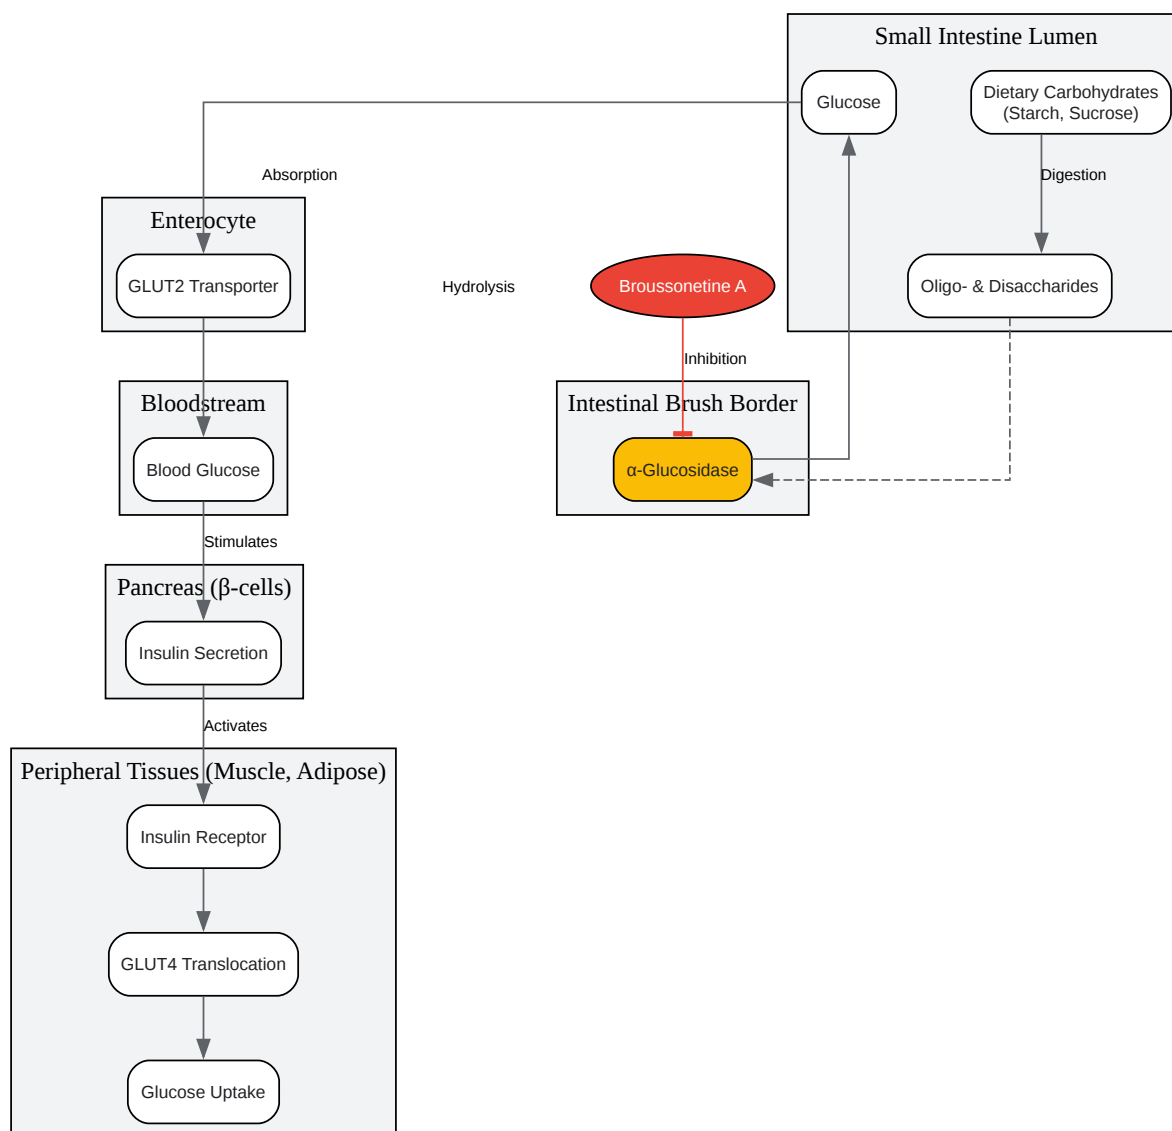 Small Intestine Lumen
Glucose
Dietary Carbohydrates
(Starch, Sucrose)
Absorption
Digestion
Enterocyte
GLUT2 Transporter
Hydrolysis
Broussonetine A
Oligo- & Disaccharides
Inhibition
Bloodstream
Intestinal Brush Border
Blood Glucose
α-Glucosidase
Stimulates
Pancreas (β-cells)
Insulin Secretion
Activates
Peripheral Tissues (Muscle, Adipose)
Insulin Receptor
GLUT4 Translocation
Glucose Uptake